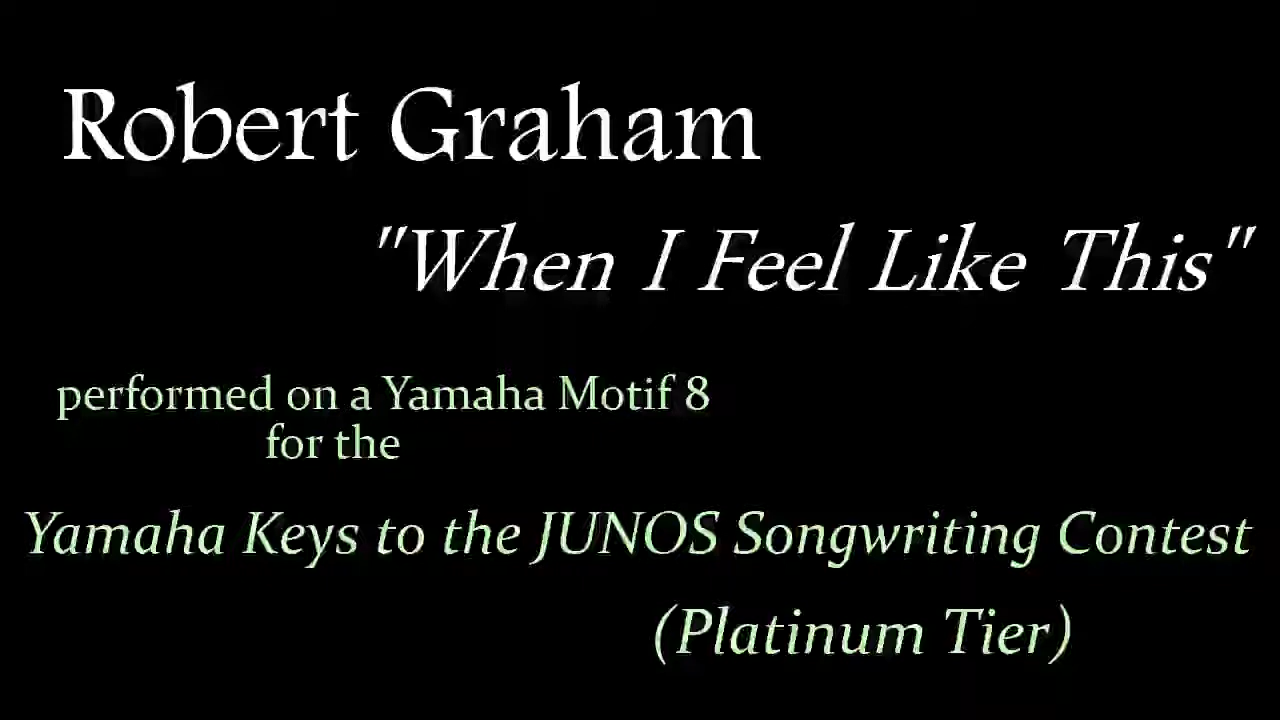 Robert Graham
"When I Feel Like This"
performed on a Yamaha Motif 8
for the
Yamaha Keys to the JUNOS Songwriting Contest
(Platinum Tier)